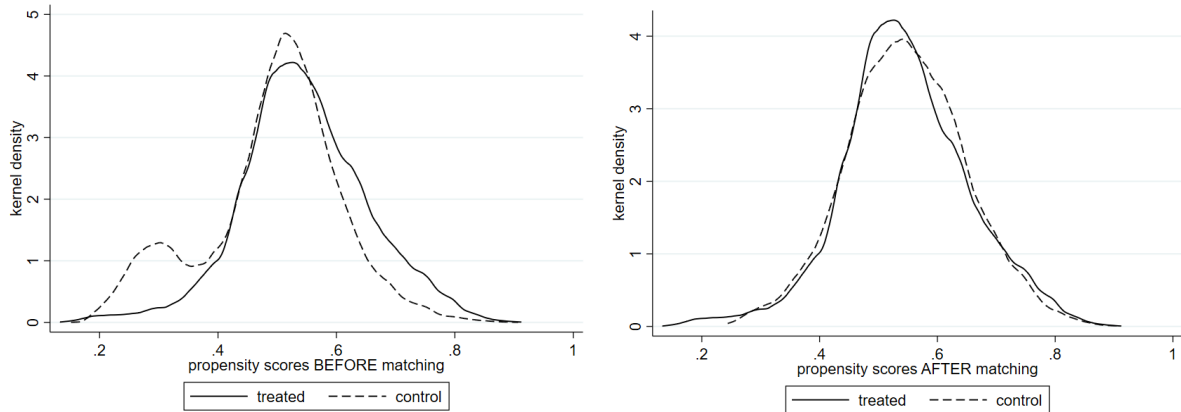 5
4
3
2
1
0
kernel density
.2 .4 .6 .8 1
propensity scores BEFORE matching
treated control
4
3
2
1
0
kernel density
.2 .4 .6 .8 1
propensity scores AFTER matching
treated control